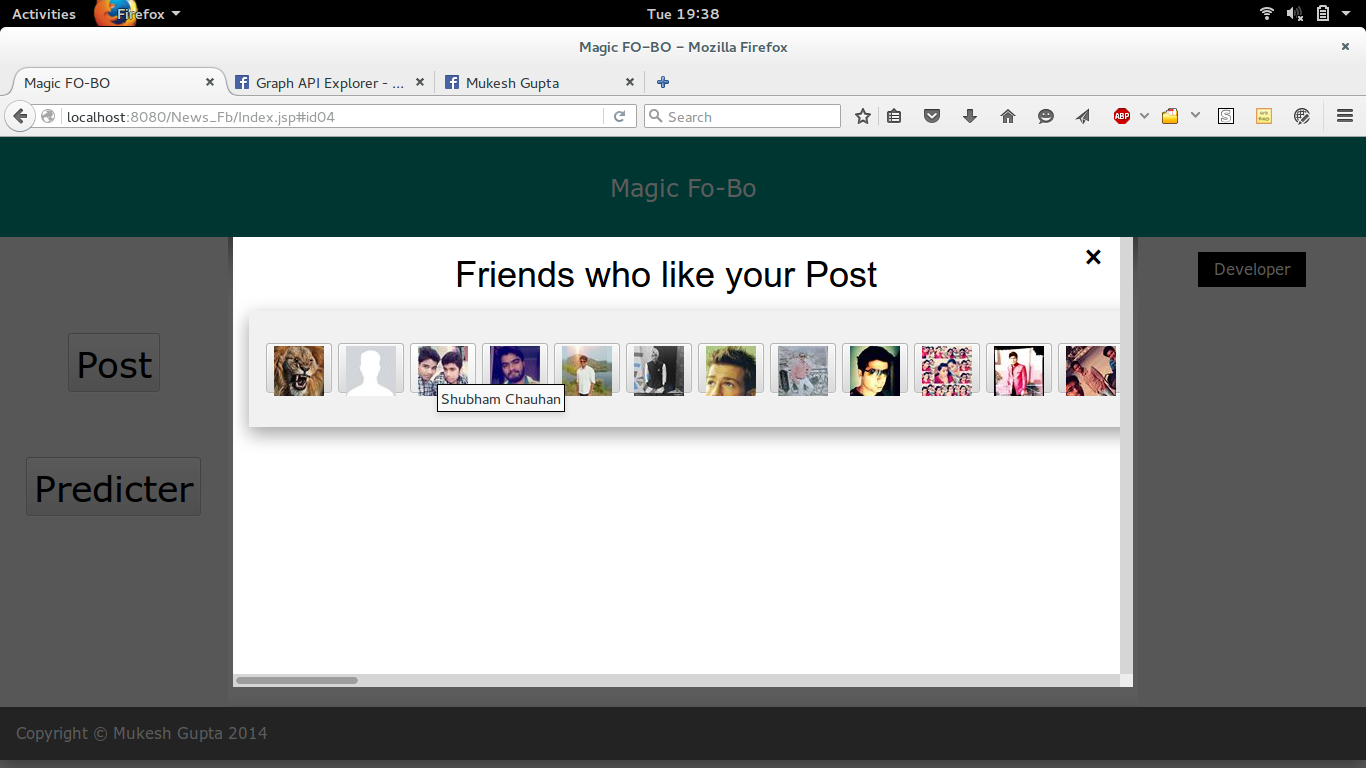 Activities Firefox Tue 19:38
Magic FO-BO - Mozilla Firefox
Magic FO-BO Graph API Explorer - ... Mukesh Gupta
localhost:8080/News_Fb/Index.jsp#id04 Search ABP S
Magic Fo-Bo
Friends who like your Post
Developer
Post
Shubham Chauhan
Predicter
Copyright © Mukesh Gupta 2014